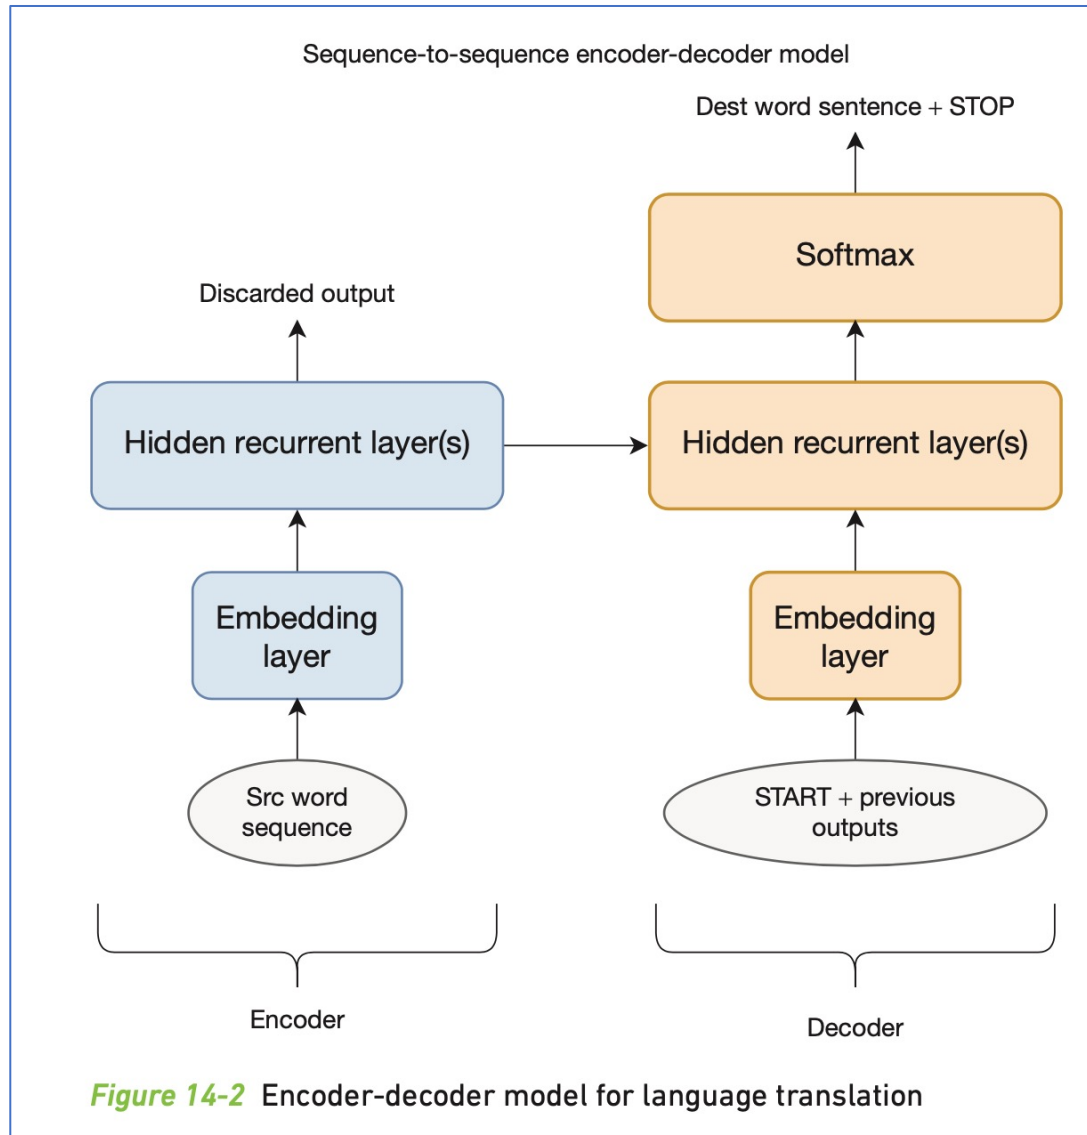 Sequence-to-sequence encoder-decoder model
Dest word sentence + STOP
Softmax
Discarded output
Hidden recurrent layer(s)
Hidden recurrent layer(s)
Embedding
layer
Embedding
layer
Src word
sequence
START + previous
outputs
Encoder
Decoder
Figure 14-2 Encoder-decoder model for language translation